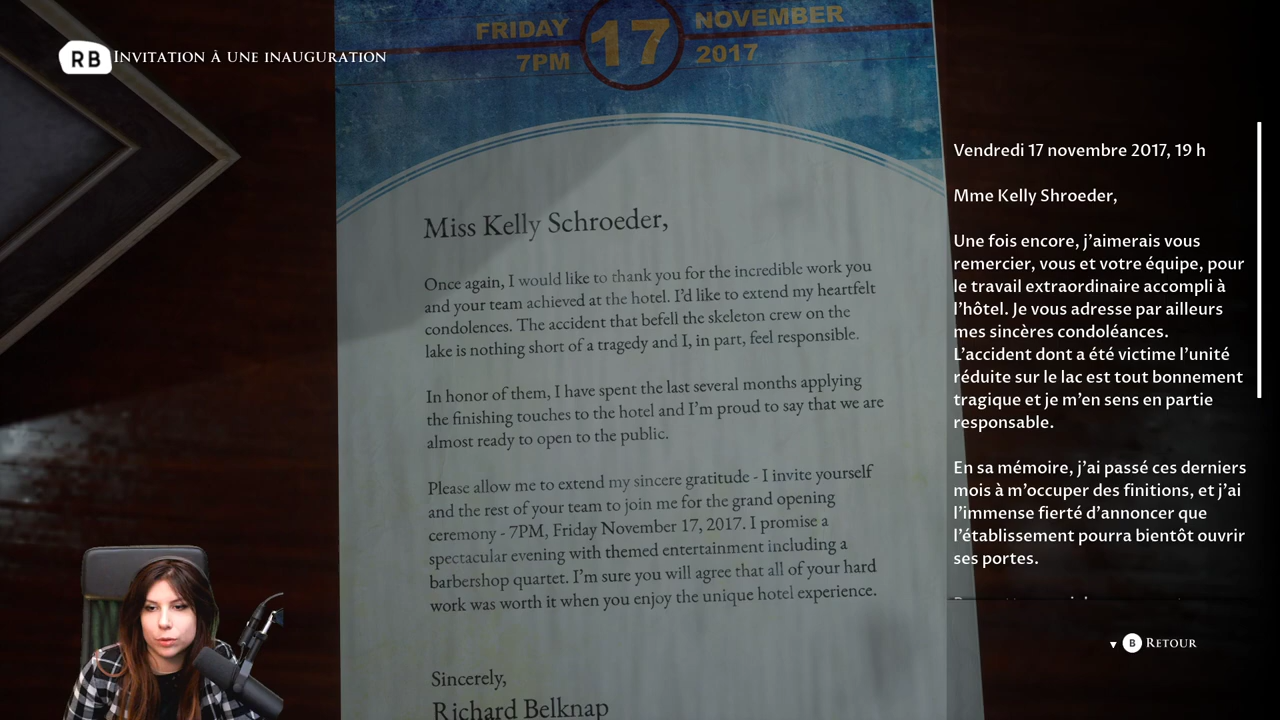 RB INVITATION À UNE INAUGURATION
FRIDAY 17 NOVEMBER
7PM 2017
Miss Kelly Schroeder,
Once again, I would like to thank you for the incredible work you
and your team achieved at the hotel. I'd like to extend my heartfelt
condolences. The accident that befell the skeleton crew on the
lake is nothing short of a tragedy and I, in part, feel responsible.
In honor of them, I have spent the last several months applying
the finishing touches to the hotel and I'm proud to say that we are
almost ready to open to the public.
Please allow me to extend my sincere gratitude - I invite yourself
and the rest of your team to join me for the grand opening
ceremony - 7PM, Friday November 17, 2017. I promise a
spectacular evening with themed entertainment including a
barbershop quartet. I'm sure you will agree that all of your hard
work was worth it when you enjoy the unique hotel experience.
Sincerely,
Richard Belknap
Vendredi 17 novembre 2017, 19 h
Mme Kelly Shroeder,
Une fois encore, j'aimerais vous
remercier, vous et votre équipe, pour
le travail extraordinaire accompli à
l'hôtel. Je vous adresse par ailleurs
mes sincères condoléances.
L'accident dont a été victime l'unité
réduite sur le lac est tout bonnement
tragique et je m'en sens en partie
responsable.
En sa mémoire, j'ai passé ces derniers
mois à m'occuper des finitions, et j'ai
l'immense fierté d'annoncer que
l'établissement pourra bientôt ouvrir
ses portes.
B RETOUR